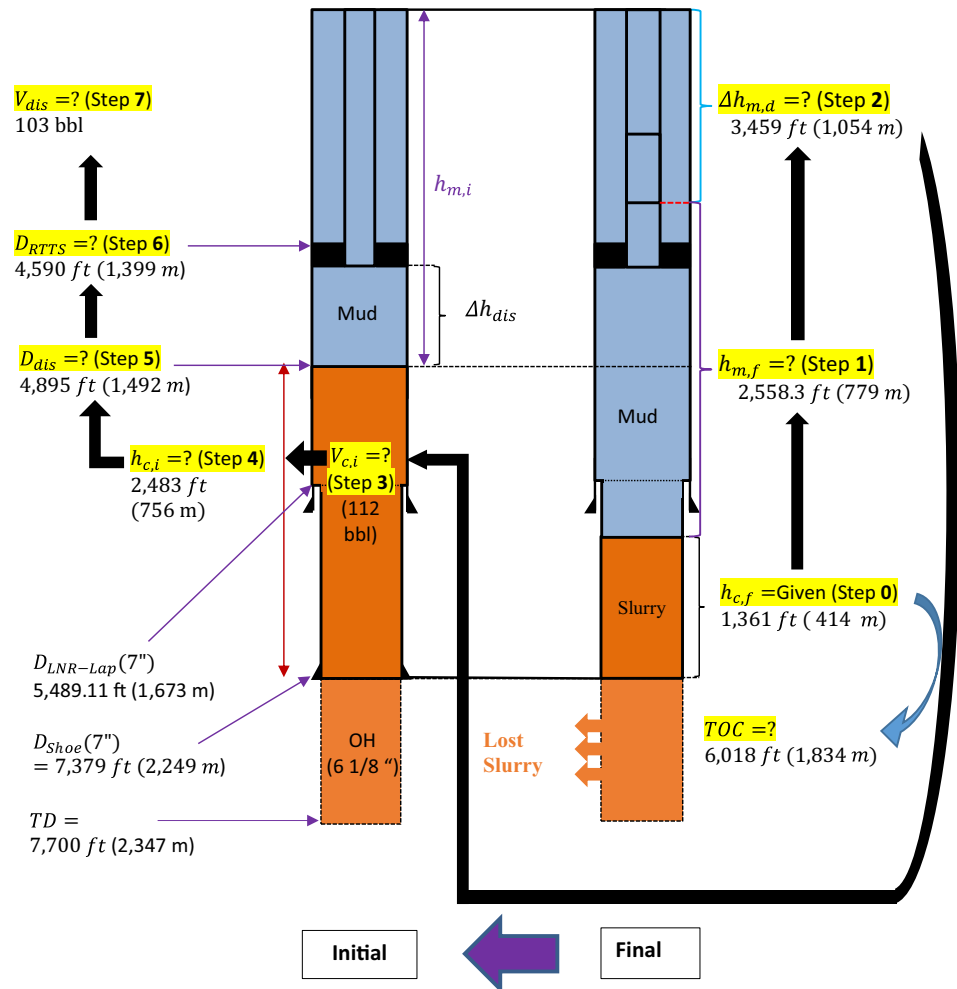 V_dis =? (Step 7)
103 bbl
D_RTTS =? (Step 6)
4,590 ft (1,399 m)
D_dis =? (Step 5)
4,895 ft (1,492 m)
h_c,i =? (Step 4)
2,483 ft
(756 m)
D_LNR−Lap(7")
5,489.11 ft (1,673 m)
D_Shoe(7")
= 7,379 ft (2,249 m)
TD =
7,700 ft (2,347 m)
h_m,i
Mud
Δh_dis
V_c,i =?
(Step 3)
(112
bbl)
OH
(6 1/8 “)
Mud
Slurry
Lost
Slurry
Δh_m,d =? (Step 2)
3,459 ft (1,054 m)
h_m,f =? (Step 1)
2,558.3 ft (779 m)
h_c,f =Given (Step 0)
1,361 ft ( 414 m)
TOC =?
6,018 ft (1,834 m)
Initial
Final